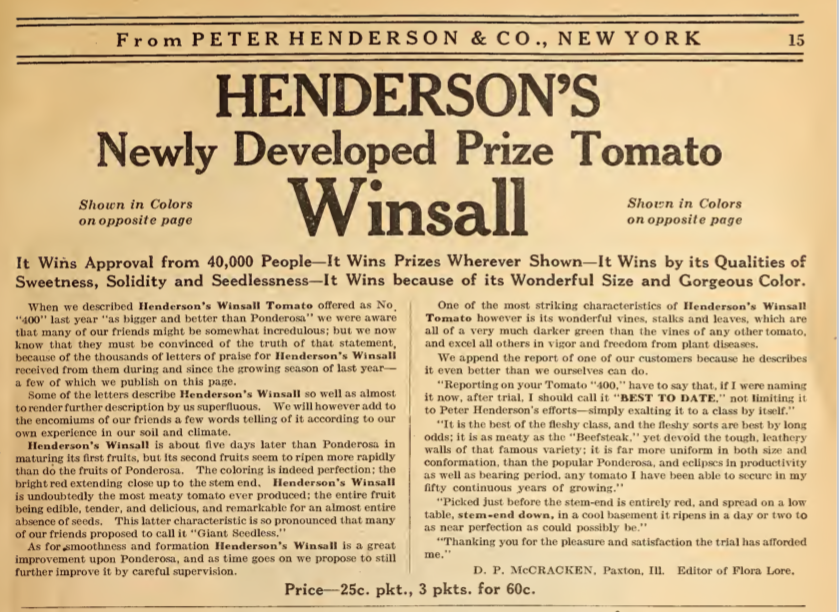 From PETER HENDERSON & CO., NEW YORK 15
HENDERSON'S
Newly Developed Prize Tomato
Shown in Colors
on opposite page
Winsall
Shown in Colors
on opposite page
It Wins Approval from 40,000 People—It Wins Prizes Wherever Shown—It Wins by its Qualities of
Sweetness, Solidity and Seedlessness—It Wins because of its Wonderful Size and Gorgeous Color.
When we described Henderson's Winsall Tomato offered as No.
"400" last year "as bigger and better than Ponderosa" we were aware
that many of our friends might be somewhat incredulous; but we now
know that they must be convinced of the truth of that statement,
because of the thousands of letters of praise for Henderson's Winsall
received from them during and since the growing season of last year—
a few of which we publish on this page.
Some of the letters describe Henderson's Winsall so well as almost
to render further description by us superfluous. We will however add to
the encomiums of our friends a few words telling of it according to our
own experience in our soil and climate.
Henderson's Winsall is about five days later than Ponderosa in
maturing its first fruits, but its second fruits seem to ripen more rapidly
than do the fruits of Ponderosa. The coloring is indeed perfection; the
bright red extending close up to the stem end. Henderson's Winsall
is undoubtedly the most meaty tomato ever produced; the entire fruit
being edible, tender, and delicious, and remarkable for an almost entire
absence of seeds. This latter characteristic is so pronounced that many
of our friends proposed to call it "Giant Seedless."
As for smoothness and formation Henderson's Winsall is a great
improvement upon Ponderosa, and as time goes on we propose to still
further improve it by careful supervision.
One of the most striking characteristics of Henderson's Winsall
Tomato however is its wonderful vines, stalks and leaves, which are
all of a very much darker green than the vines of any other tomato,
and excel all others in vigor and freedom from plant diseases.
We append the report of one of our customers because he describes
it even better than we ourselves can do.
"Reporting on your Tomato "400," have to say that, if I were naming
it now, after trial, I should call it "BEST TO DATE," not limiting it
to Peter Henderson's efforts—simply exalting it to a class by itself."
"It is the best of the fleshy class, and the fleshy sorts are best by long
odds; it is as meaty as the "Beefsteak," yet devoid the tough, leathery
walls of that famous variety; it is far more uniform in both size and
conformation, than the popular Ponderosa, and eclipses in productivity
as well as bearing period, any tomato I have been able to secure in my
fifty continuous years of growing."
"Picked just before the stem-end is entirely red, and spread on a low
table, stem-end down, in a cool basement it ripens in a day or two to
as near perfection as could possibly be."
"Thanking you for the pleasure and satisfaction the trial has afforded
me."
D. P. McCRACKEN, Paxton, Ill. Editor of Flora Lore.
Price—25c. pkt., 3 pkts. for 60c.